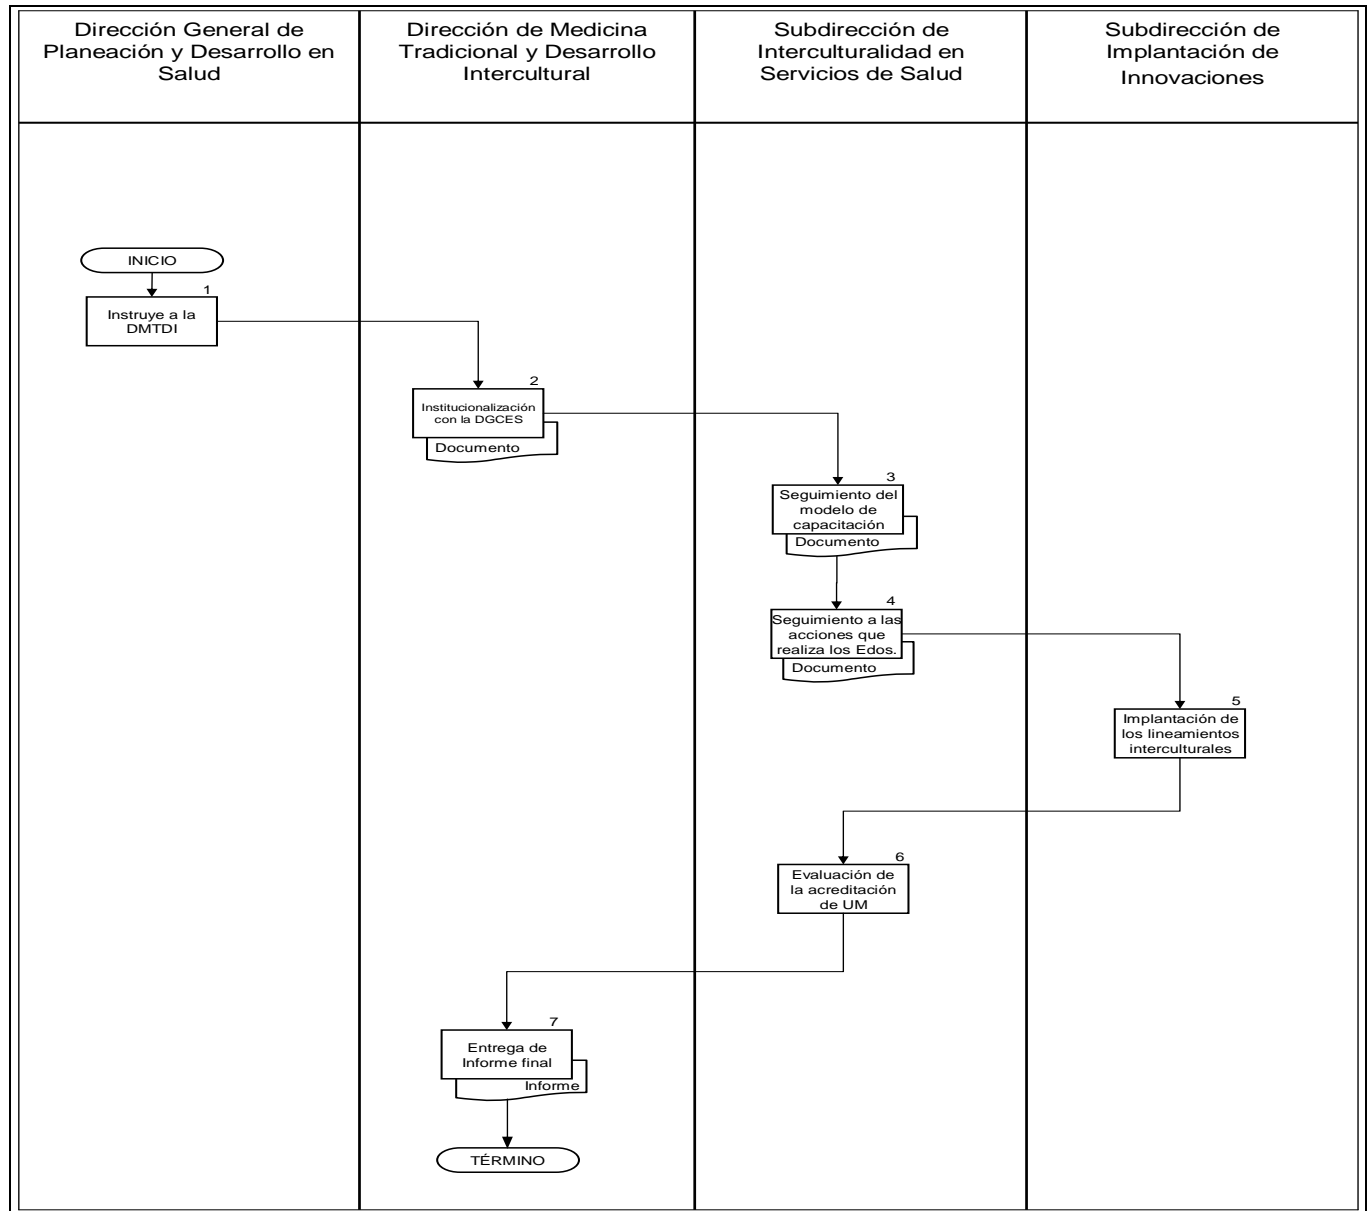 Dirección General de
Planeación y Desarrollo en
Salud
Dirección de Medicina
Tradicional y Desarrollo
Intercultural
Subdirección de
Interculturalidad en
Servicios de Salud
Subdirección de
Implantación de
Innovaciones
INICIO
1
Instruye a la
DMTDI
2
Institucionalización
con la DGCES
Documento
3
Seguimiento del
modelo de
capacitación
Documento
4
Seguimiento a las
acciones que
realiza los Edos.
Documento
5
Implantación de
los lineamientos
interculturales
6
Evaluación de
la acreditación
de UM
7
Entrega de
Informe final
Informe
TÉRMINO